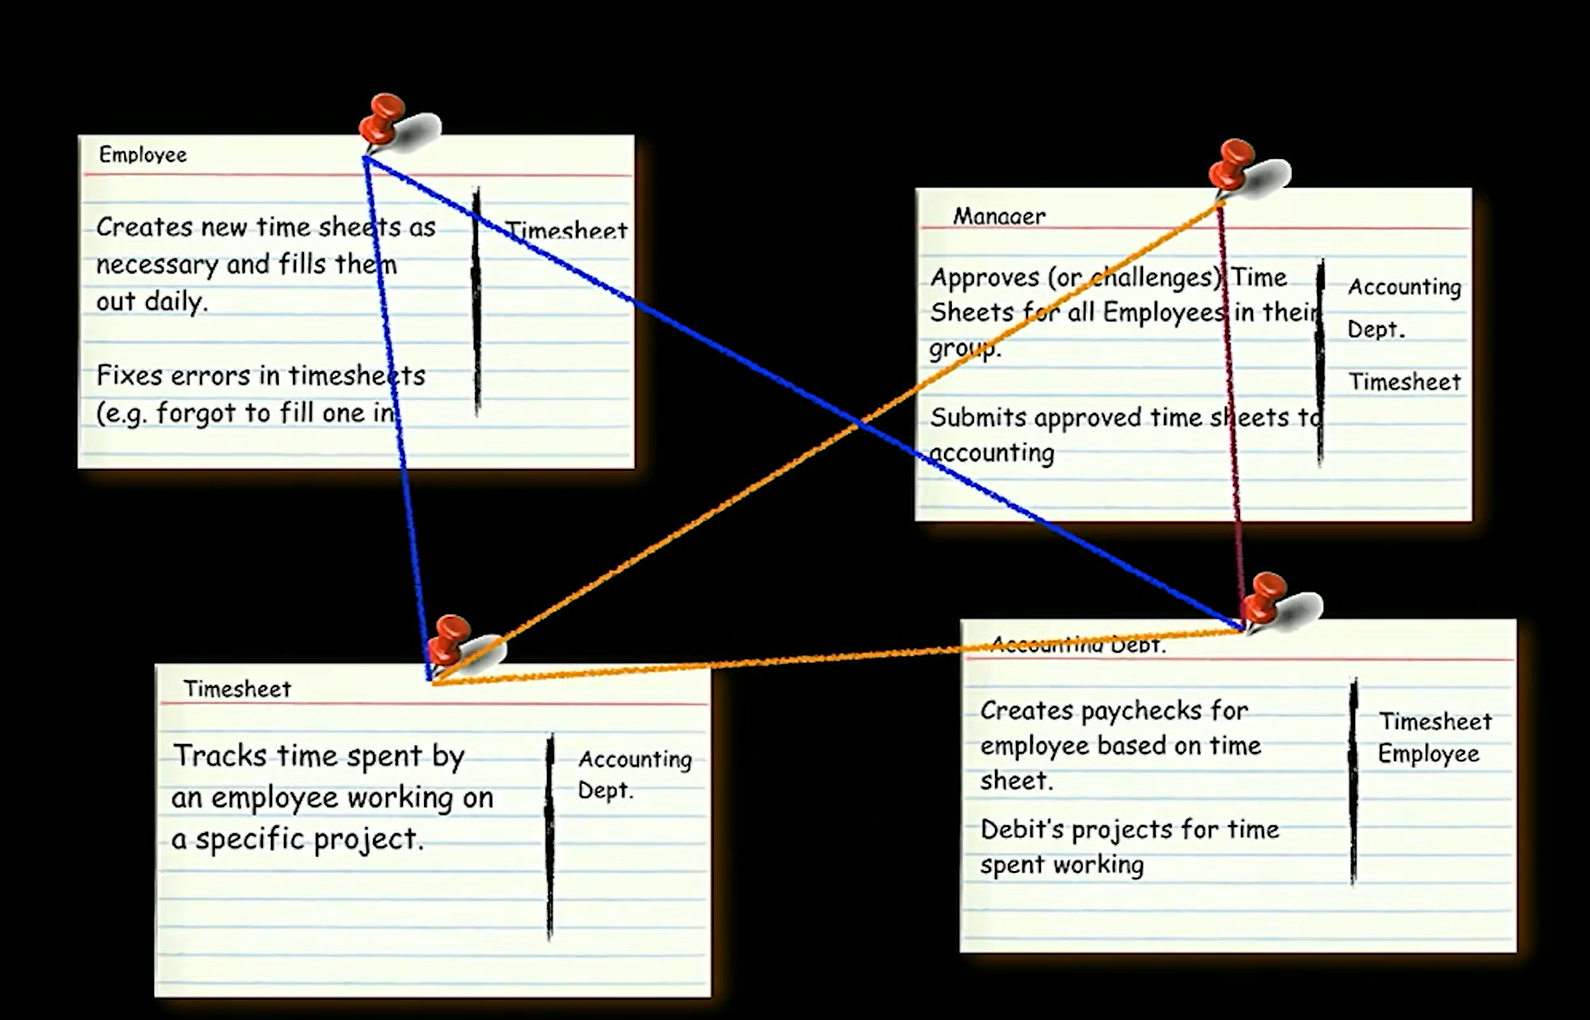 Employee
Creates new time sheets as
necessary and fills them
out daily.
Fixes errors in timesheets
(e.g. forgot to fill one in
Timesheet
Manager
Approves (or challenges) Time
Sheets for all Employees in their
group.
Submits approved time sheets to
accounting
Accounting
Dept.
Timesheet
Timesheet
Tracks time spent by
an employee working on
a specific project.
Accounting
Dept.
Accounting Dept.
Creates paychecks for
employee based on time
sheet.
Debit's projects for time
spent working
Timesheet
Employee